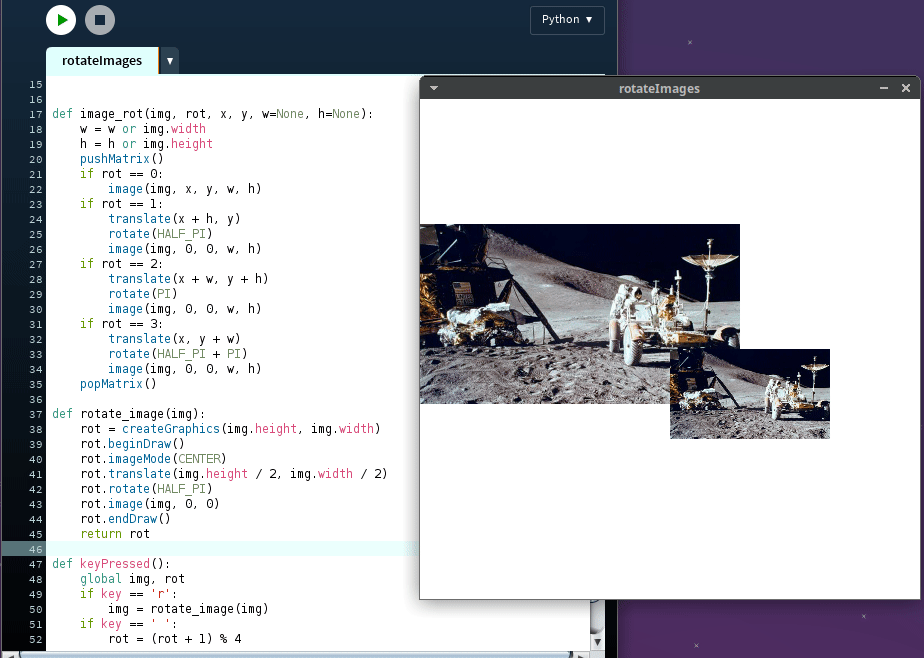 Python ▼
rotateImages ▼
rotateImages
15
16
17 def image_rot(img, rot, x, y, w=None, h=None):
18     w = w or img.width
19     h = h or img.height
20     pushMatrix()
21     if rot == 0:
22         image(img, x, y, w, h)
23     if rot == 1:
24         translate(x + h, y)
25         rotate(HALF_PI)
26         image(img, 0, 0, w, h)
27     if rot == 2:
28         translate(x + w, y + h)
29         rotate(PI)
30         image(img, 0, 0, w, h)
31     if rot == 3:
32         translate(x, y + w)
33         rotate(HALF_PI + PI)
34         image(img, 0, 0, w, h)
35     popMatrix()
36
37 def rotate_image(img):
38     rot = createGraphics(img.height, img.width)
39     rot.beginDraw()
40     rot.imageMode(CENTER)
41     rot.translate(img.height / 2, img.width / 2)
42     rot.rotate(HALF_PI)
43     rot.image(img, 0, 0)
44     rot.endDraw()
45     return rot
46
47 def keyPressed():
48     global img, rot
49     if key == 'r':
50         img = rotate_image(img)
51     if key == ' ':
52         rot = (rot + 1) % 4